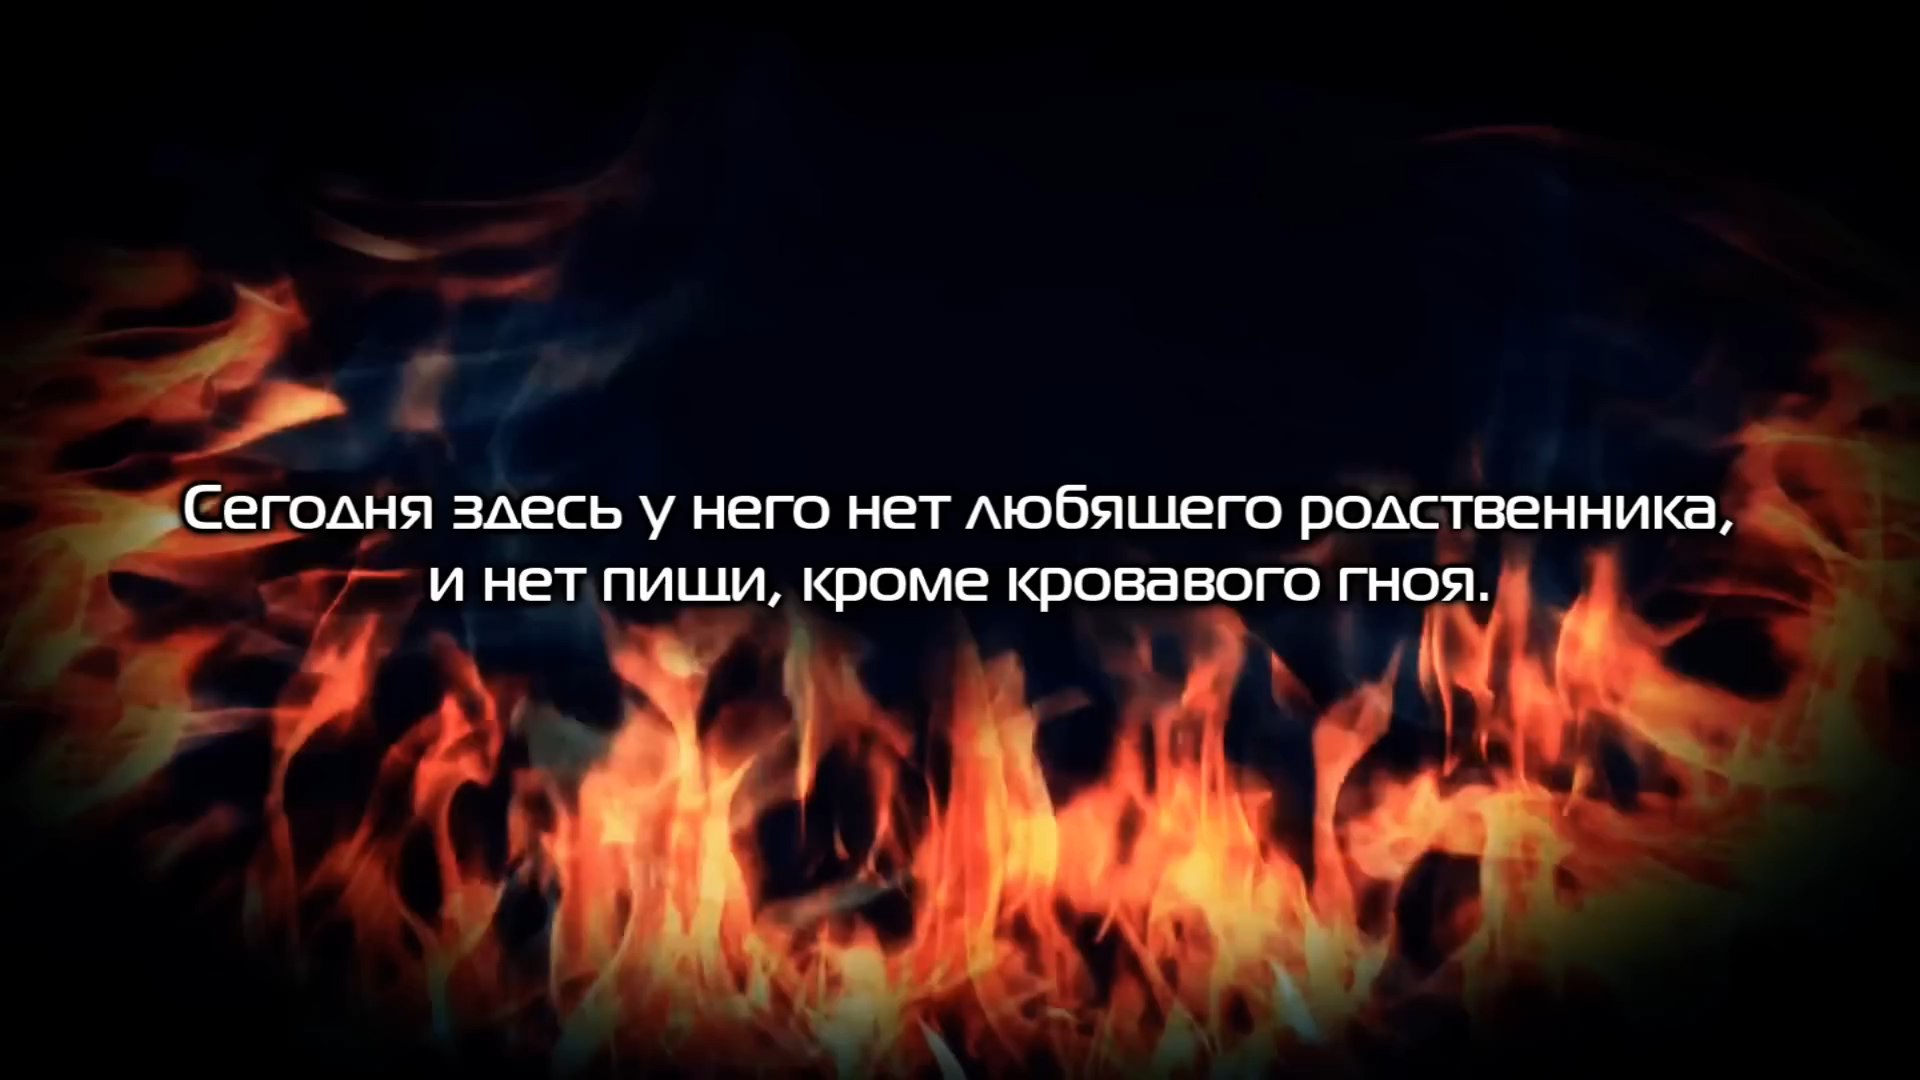 Сегодня здесь у него нет любящего родственника,
и нет пищи, кроме кровавого гноя.